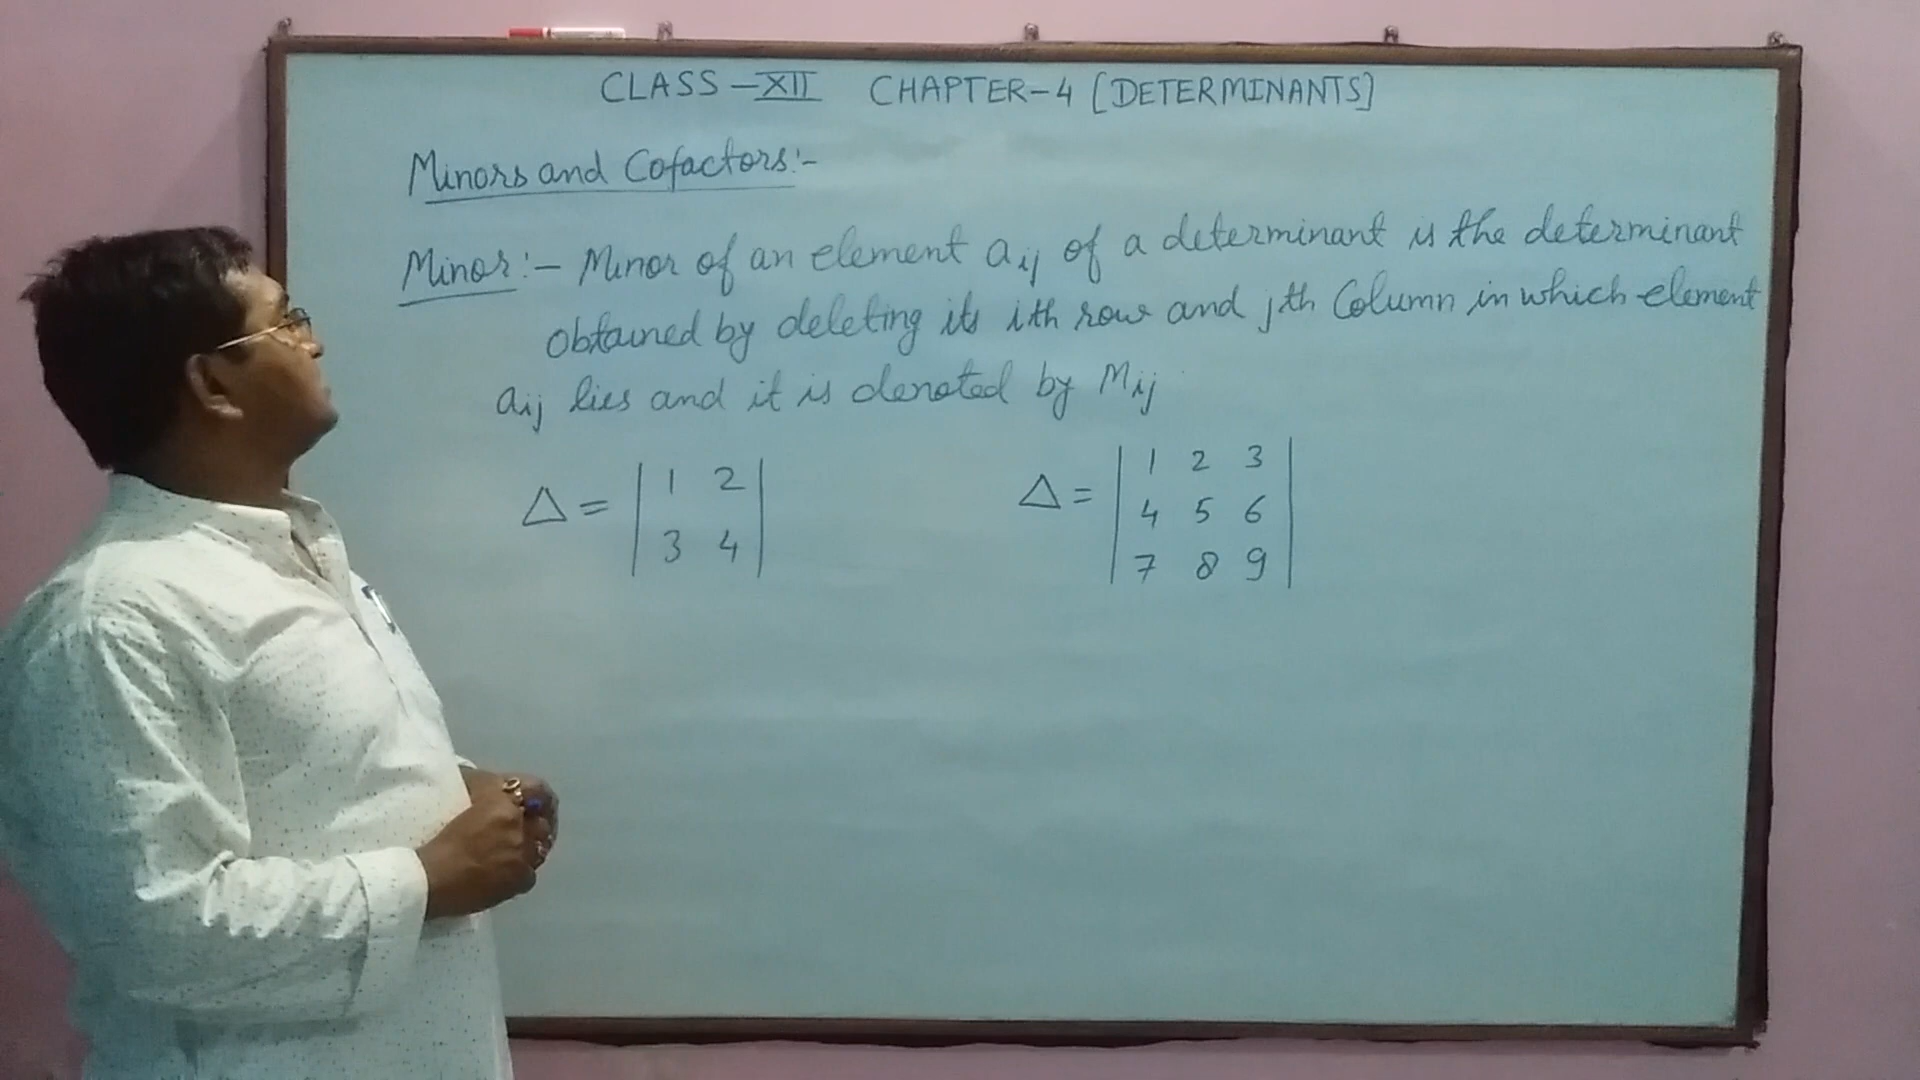 CLASS – XII CHAPTER – 4 [DETERMINANTS]
Minors and Cofactors:–
Minor:– Minor of an element aij of a determinant is the determinant
obtained by deleting its ith row and jth Column in which element
aij lies and it is denoted by Mij
Δ = | 1 2 |
| 3 4 |
Δ = | 1 2 3 |
| 4 5 6 |
| 7 8 9 |